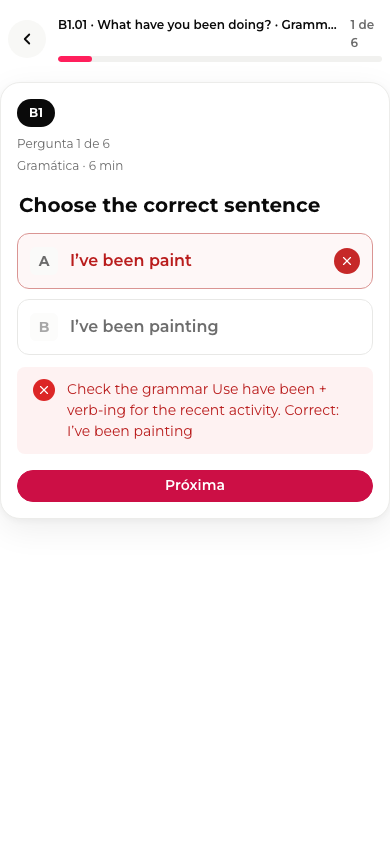 B1.01 · What have you been doing? · Gramm...
1 de
6
B1
Pergunta 1 de 6
Gramática · 6 min
Choose the correct sentence
A I've been paint
B I've been painting
Check the grammar Use have been +
verb-ing for the recent activity. Correct:
I've been painting
Próxima